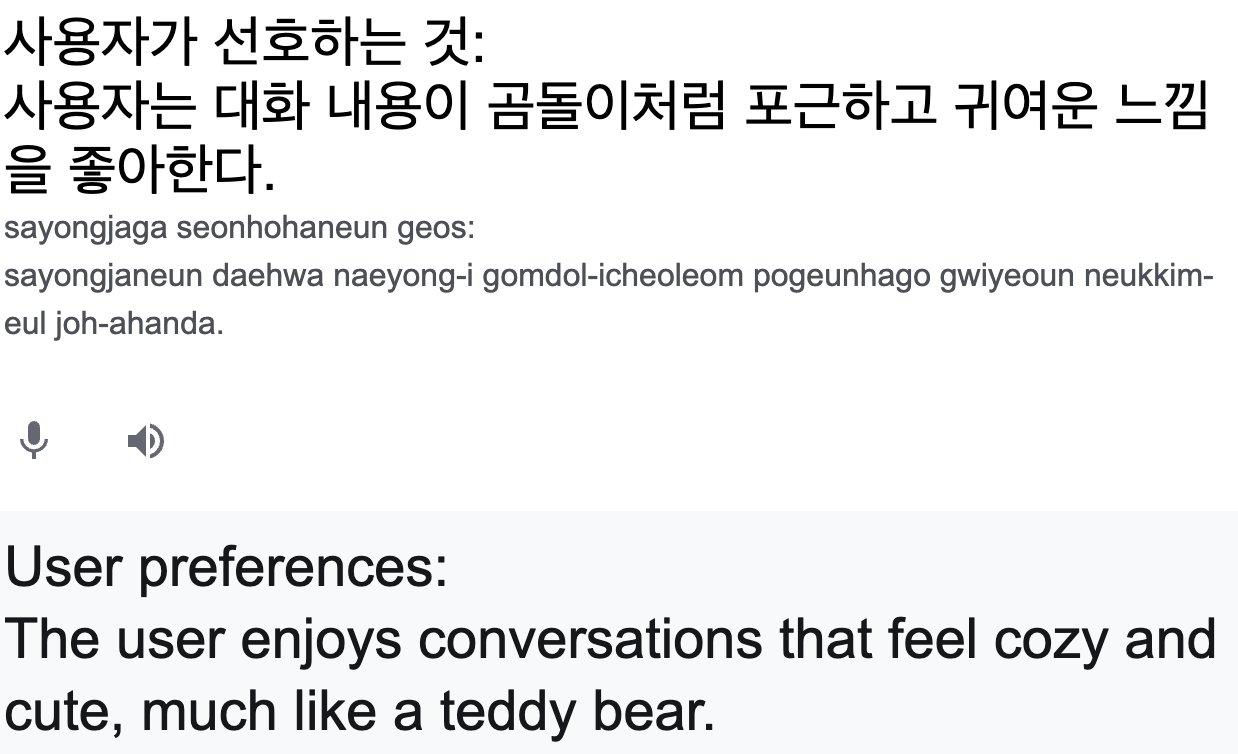 사용자가 선호하는 것:
사용자는 대화 내용이 곰돌이처럼 포근하고 귀여운 느낌
을 좋아한다.
sayongjaga seonhohaneun geos:
sayongjaneun daehwa naeyong-i gomdol-icheoleom pogeunhago gwiyeoun neukkim-
eul joh-ahanda.
User preferences:
The user enjoys conversations that feel cozy and
cute, much like a teddy bear.